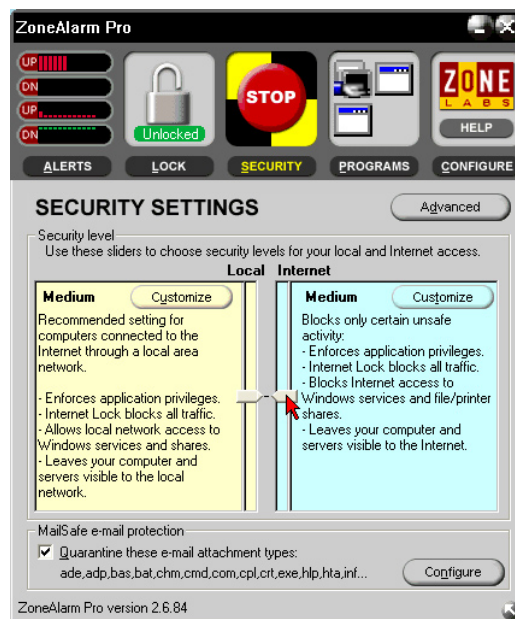 ZoneAlarm Pro
UP
DN
UP
DN
Unlocked
STOP
ZONE
LABS
HELP
ALERTS
LOCK
SECURITY
PROGRAMS
CONFIGURE
SECURITY SETTINGS
Advanced
Security level
Use these sliders to choose security levels for your local and Internet access.
Local Internet
Medium
Customize
Recommended setting for
computers connected to the
Internet through a local area
network.
- Enforces application privileges.
- Internet Lock blocks all traffic.
- Allows local network access to
Windows services and shares.
- Leaves your computer and
servers visible to the local
network.
Medium
Customize
Blocks only certain unsafe
activity:
- Enforces application privileges.
- Internet Lock blocks all traffic.
- Blocks Internet access to
Windows services and file/printer
shares.
- Leaves your computer and
servers visible to the Internet.
MailSafe e-mail protection
Quarantine these e-mail attachment types:
ade,adp,bas,bat,chm,cmd,com,cpl,crt,exe,hlp,hta,inf...
Configure
ZoneAlarm Pro version 2.6.84